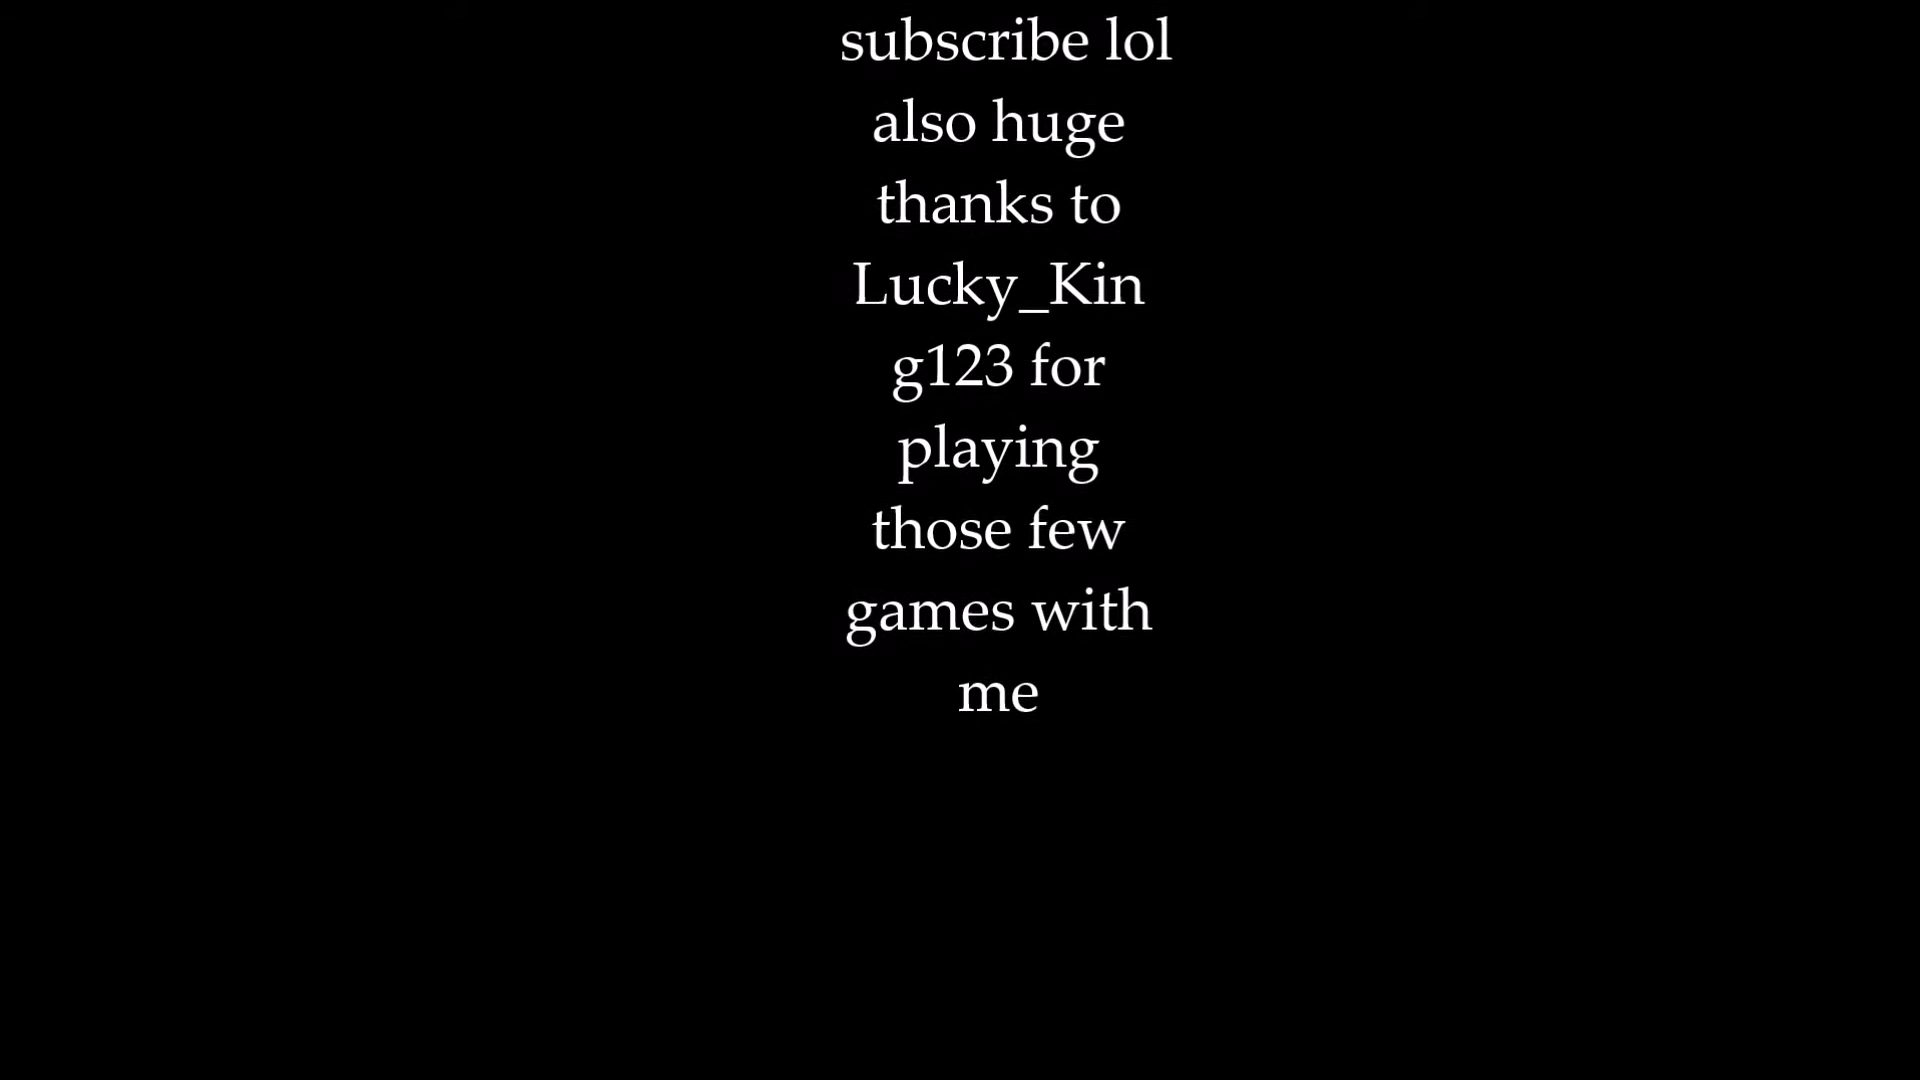 subscribe lol
also huge
thanks to
Lucky_Kin
g123 for
playing
those few
games with
me